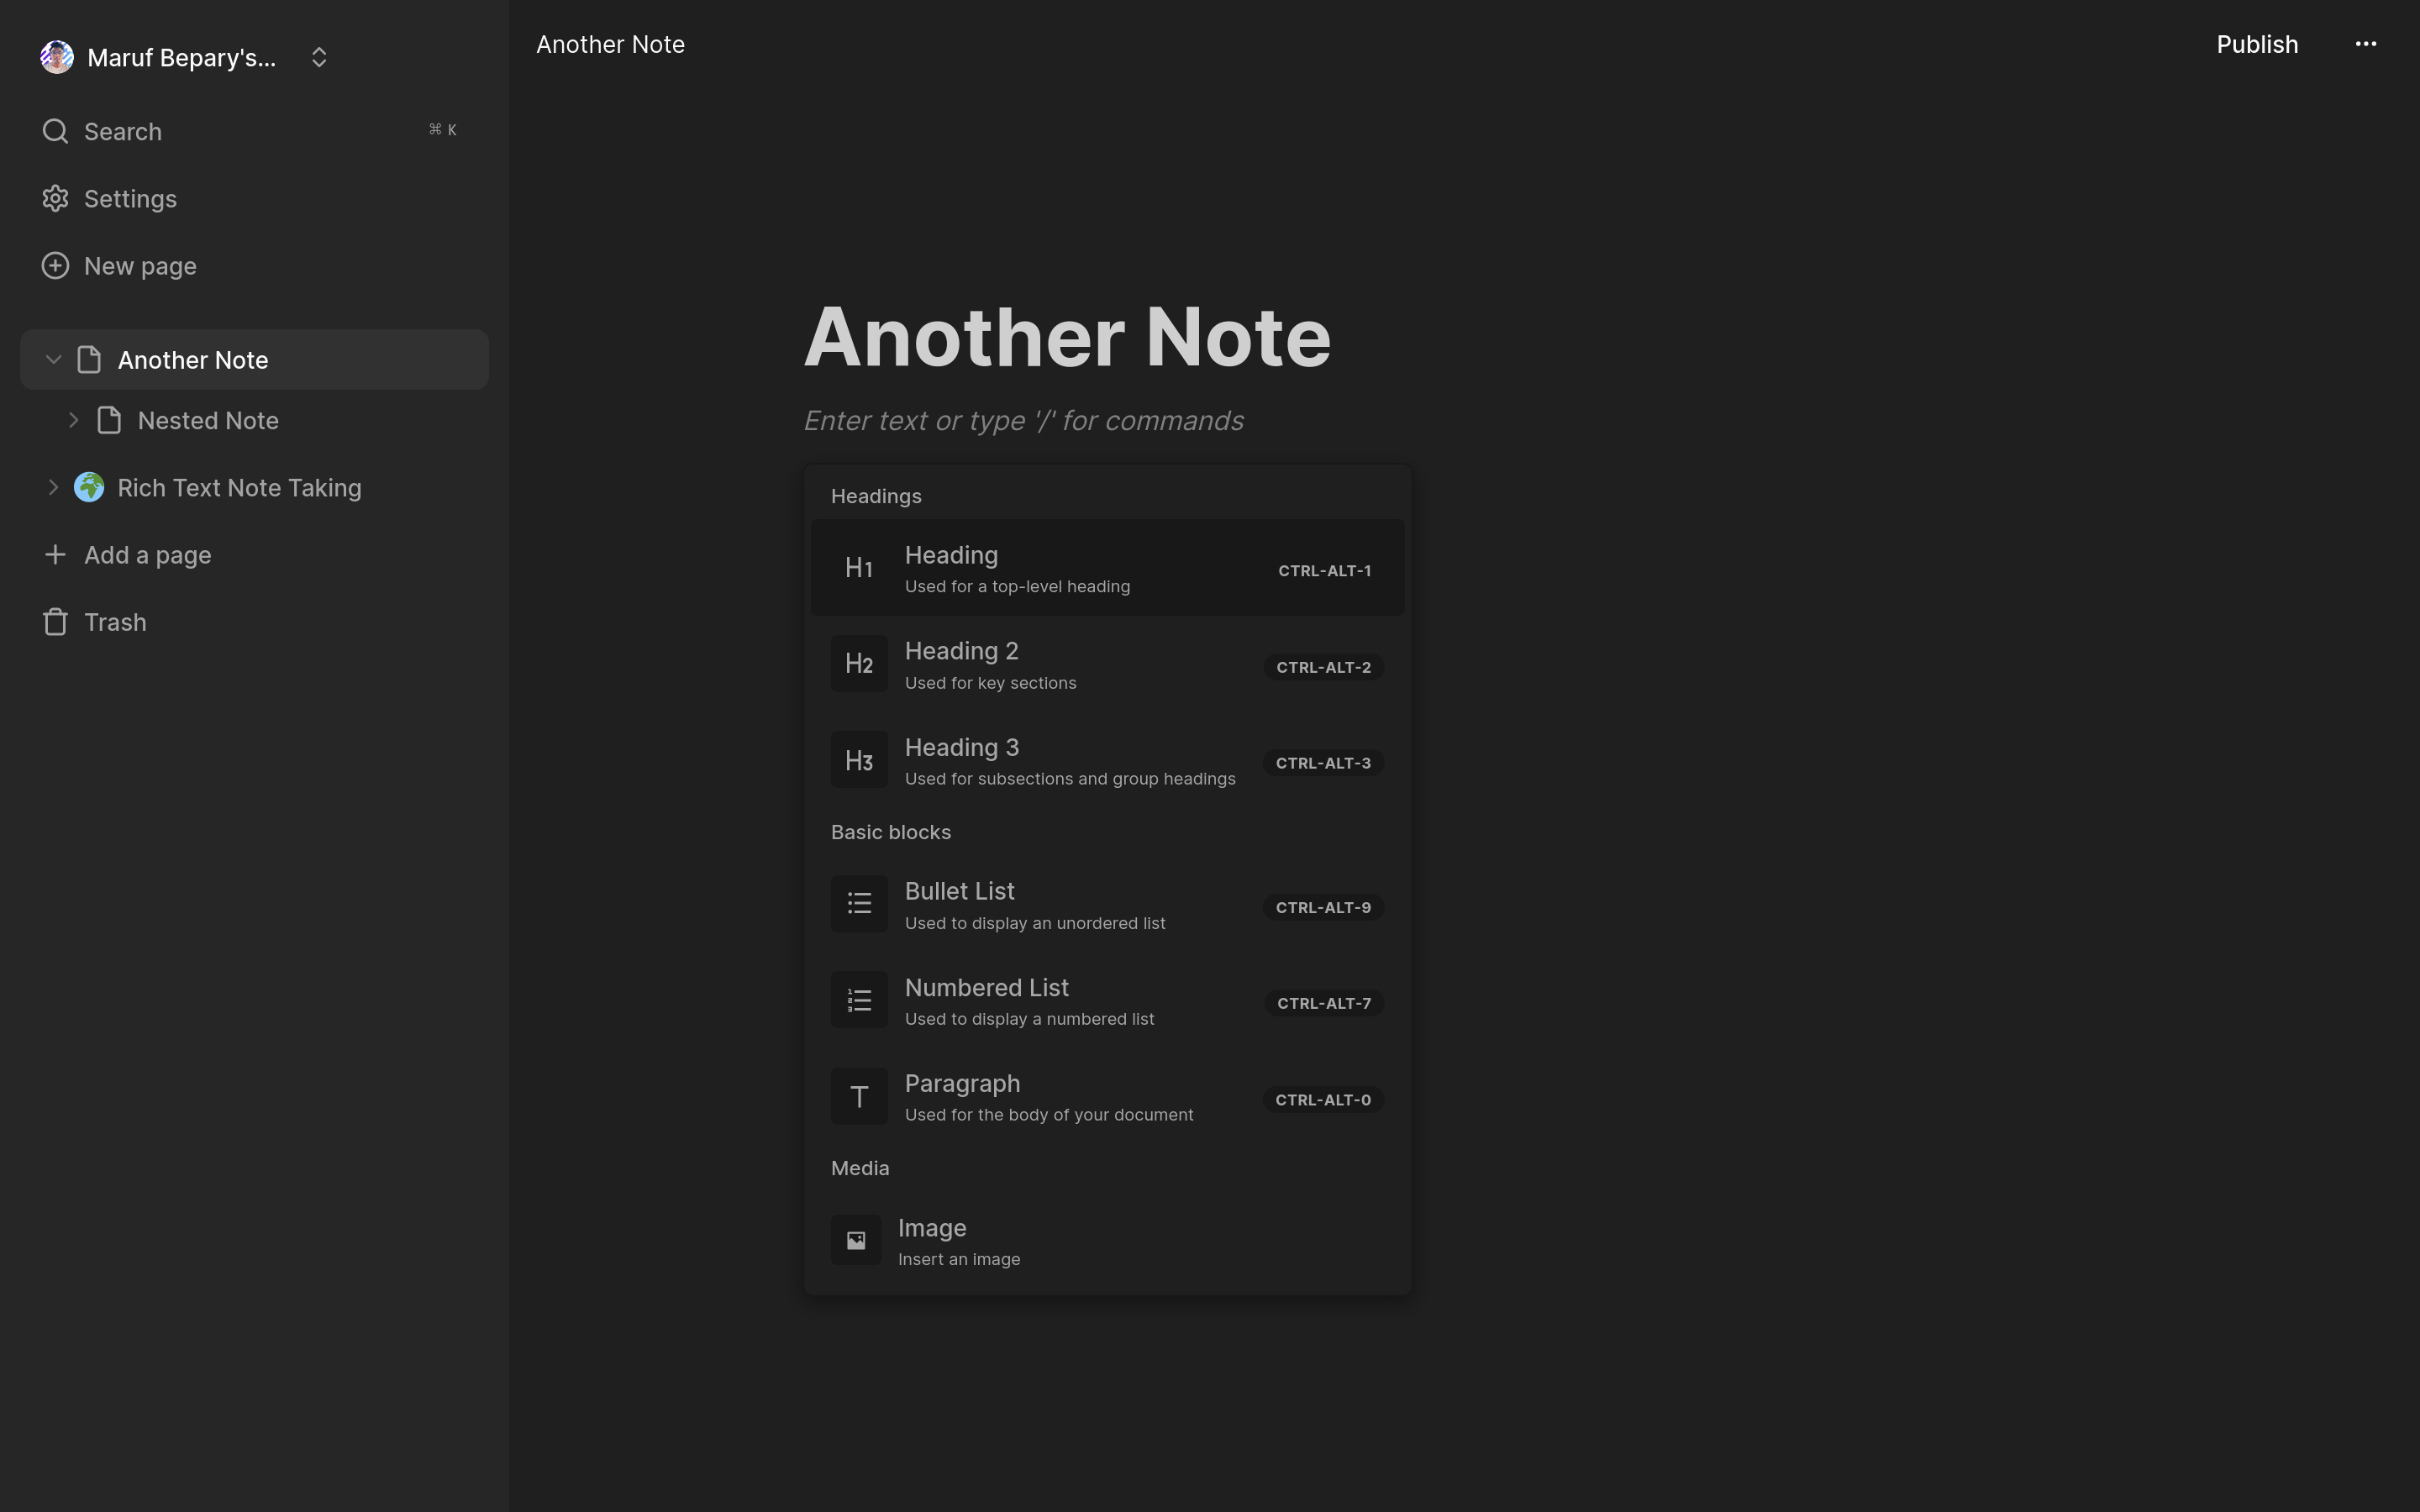 Maruf Bepary's...
Search ⌘ K
Settings
New page
Another Note
Nested Note
Rich Text Note Taking
Add a page
Trash
Another Note
Publish
Another Note
Enter text or type '/' for commands
Headings
H1 Heading CTRL-ALT-1
Used for a top-level heading
H2 Heading 2 CTRL-ALT-2
Used for key sections
H3 Heading 3 CTRL-ALT-3
Used for subsections and group headings
Basic blocks
Bullet List CTRL-ALT-9
Used to display an unordered list
Numbered List CTRL-ALT-7
Used to display a numbered list
T Paragraph CTRL-ALT-0
Used for the body of your document
Media
Image
Insert an image